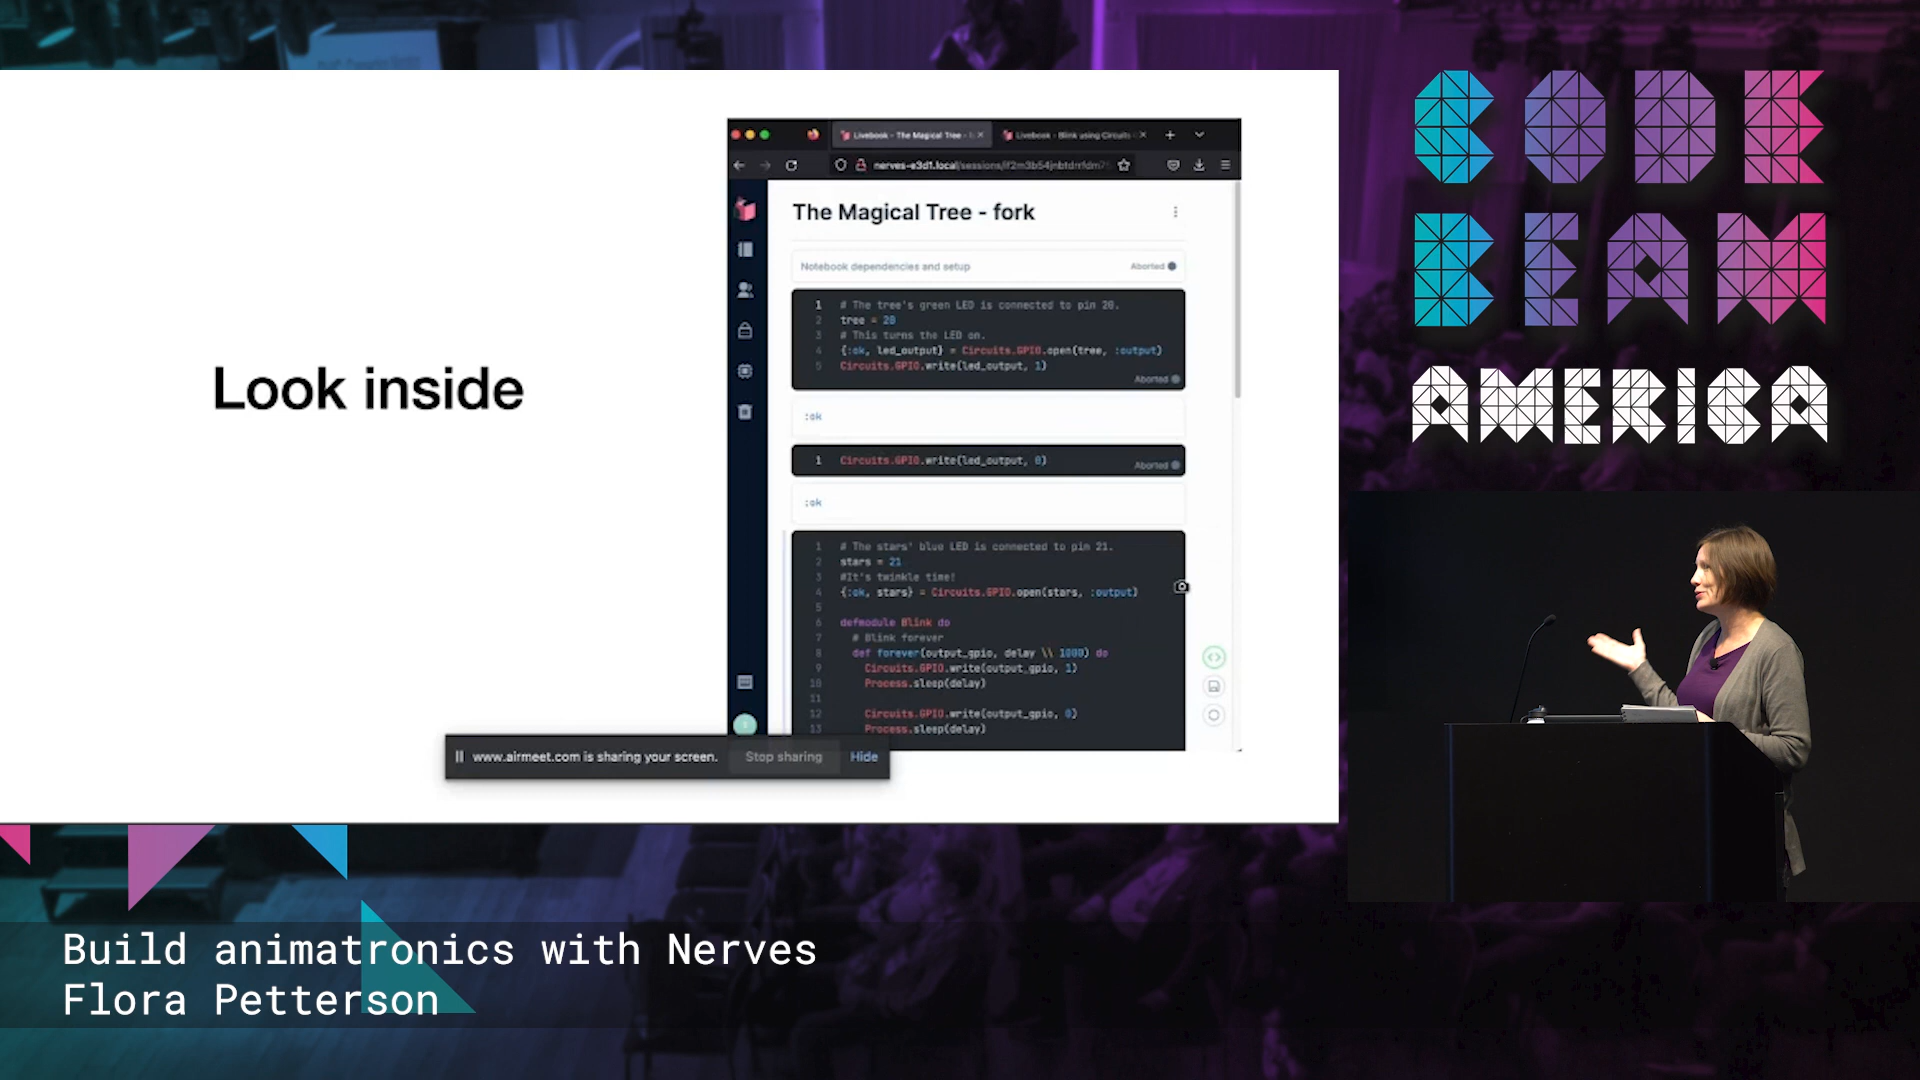 CODE
BEAM
AMERICA
Look inside
Livebook - The Magical Tree -
Livebook - Blink using Circuits
The Magical Tree - fork
Notebook dependencies and setup
Aborted
1 # The tree's green LED is connected to pin 20.
2 tree = 20
3 # This turns the LED on.
4 {:ok, led_output} = Circuits.GPIO.open(tree, :output)
5 Circuits.GPIO.write(led_output, 1)
Aborted
:ok
1 Circuits.GPIO.write(led_output, 0)
Aborted
:ok
1 # The stars' blue LED is connected to pin 21.
2 stars = 21
3 #It's twinkle time!
4 {:ok, stars} = Circuits.GPIO.open(stars, :output)
5
6 defmodule Blink do
7 # Blink forever
8 def forever(output_gpio, delay \\ 1000) do
9 Circuits.GPIO.write(output_gpio, 1)
10 Process.sleep(delay)
11
12 Circuits.GPIO.write(output_gpio, 0)
13 Process.sleep(delay)
www.airmeet.com is sharing your screen.
Stop sharing
Hide
Build animatronics with Nerves
Flora Petterson